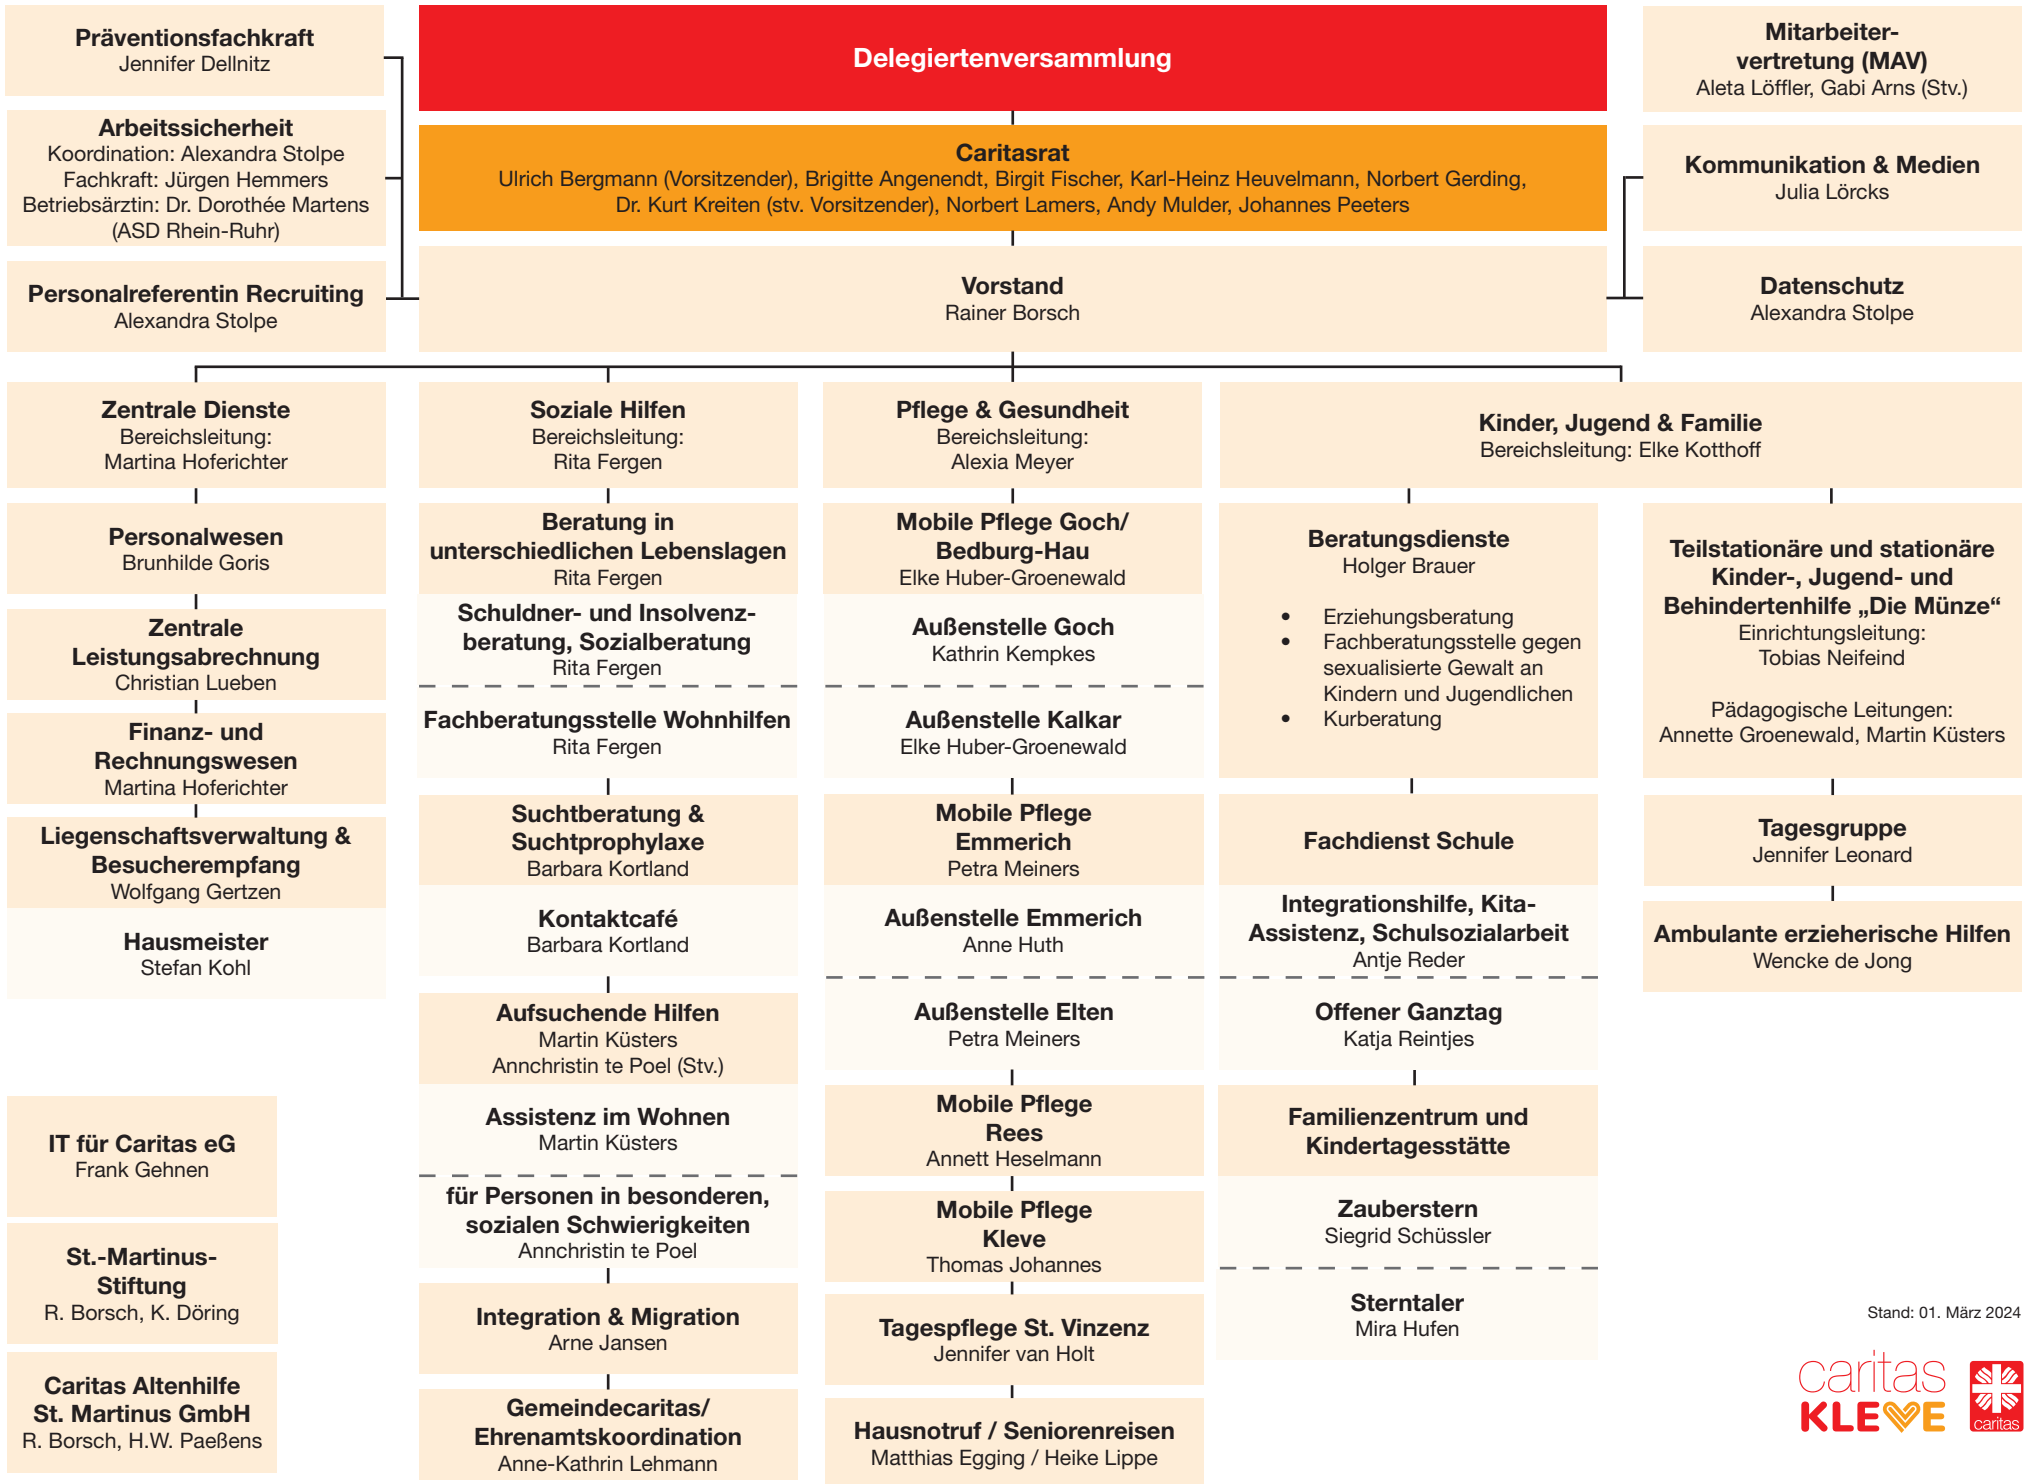 Präventionsfachkraft
Jennifer Dellnitz
Arbeitssicherheit
Koordination: Alexandra Stolpe
Fachkraft: Jürgen Hemmers
Betriebsärztin: Dr. Dorothée Martens
(ASD Rhein-Ruhr)
Personalreferentin Recruiting
Alexandra Stolpe
Delegiertenversammlung
Caritasrat
Ulrich Bergmann (Vorsitzender), Brigitte Angenendt, Birgit Fischer, Karl-Heinz Heuvelmann, Norbert Gerding,
Dr. Kurt Kreiten (stv. Vorsitzender), Norbert Lamers, Andy Mulder, Johannes Peeters
Vorstand
Rainer Borsch
Mitarbeiter-
vertretung (MAV)
Aleta Löffler, Gabi Arns (Stv.)
Kommunikation & Medien
Julia Lörcks
Datenschutz
Alexandra Stolpe
Zentrale Dienste
Bereichsleitung:
Martina Hoferichter
Personalwesen
Brunhilde Goris
Zentrale
Leistungsabrechnung
Christian Lueben
Finanz- und
Rechnungswesen
Martina Hoferichter
Liegenschaftsverwaltung &
Besucherempfang
Wolfgang Gertzen
Hausmeister
Stefan Kohl
IT für Caritas eG
Frank Gehnen
St.-Martinus-
Stiftung
R. Borsch, K. Döring
Caritas Altenhilfe
St. Martinus GmbH
R. Borsch, H.W. Paeßens
Soziale Hilfen
Bereichsleitung:
Rita Fergen
Beratung in
unterschiedlichen Lebenslagen
Rita Fergen
Schuldner- und Insolvenz-
beratung, Sozialberatung
Rita Fergen
Fachberatungsstelle Wohnhilfen
Rita Fergen
Suchtberatung &
Suchtprophylaxe
Barbara Kortland
Kontaktcafé
Barbara Kortland
Aufsuchende Hilfen
Martin Küsters
Annchristin te Poel (Stv.)
Assistenz im Wohnen
Martin Küsters
für Personen in besonderen,
sozialen Schwierigkeiten
Annchristin te Poel
Integration & Migration
Arne Jansen
Gemeindecaritas/
Ehrenamtskoordination
Anne-Kathrin Lehmann
Pflege & Gesundheit
Bereichsleitung:
Alexia Meyer
Mobile Pflege Goch/
Bedburg-Hau
Elke Huber-Groenewald
Außenstelle Goch
Kathrin Kempkes
Außenstelle Kalkar
Elke Huber-Groenewald
Mobile Pflege
Emmerich
Petra Meiners
Außenstelle Emmerich
Anne Huth
Außenstelle Elten
Petra Meiners
Mobile Pflege
Rees
Annett Heselmann
Mobile Pflege
Kleve
Thomas Johannes
Tagespflege St. Vinzenz
Jennifer van Holt
Hausnotruf / Seniorenreisen
Matthias Egging / Heike Lippe
Kinder, Jugend & Familie
Bereichsleitung: Elke Kotthoff
Beratungsdienste
Holger Brauer
• Erziehungsberatung
• Fachberatungsstelle gegen
sexualisierte Gewalt an
Kindern und Jugendlichen
• Kurberatung
Fachdienst Schule
Integrationshilfe, Kita-
Assistenz, Schulsozialarbeit
Antje Reder
Offener Ganztag
Katja Reintjes
Familienzentrum und
Kindertagesstätte
Zauberstern
Siegrid Schüssler
Sterntaler
Mira Hufen
Teilstationäre und stationäre
Kinder-, Jugend- und
Behindertenhilfe „Die Münze“
Einrichtungsleitung:
Tobias Neifeind
Pädagogische Leitungen:
Annette Groenewald, Martin Küsters
Tagesgruppe
Jennifer Leonard
Ambulante erzieherische Hilfen
Wencke de Jong
Stand: 01. März 2024
caritas
KLEVE
caritas